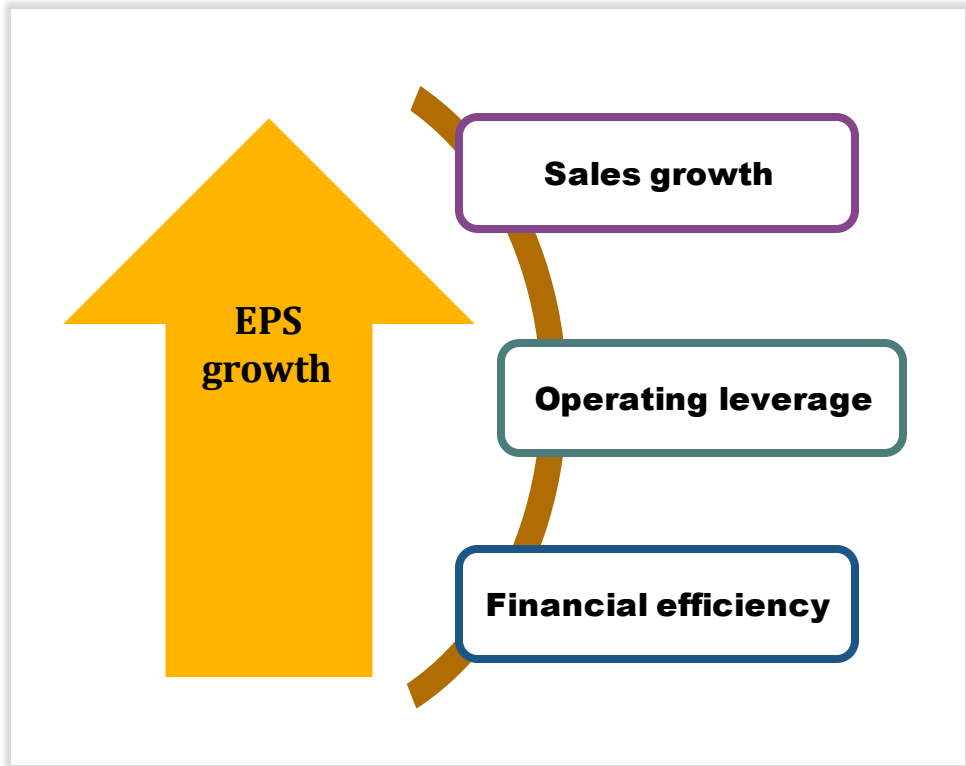 EPS
growth
Sales growth
Operating leverage
Financial efficiency